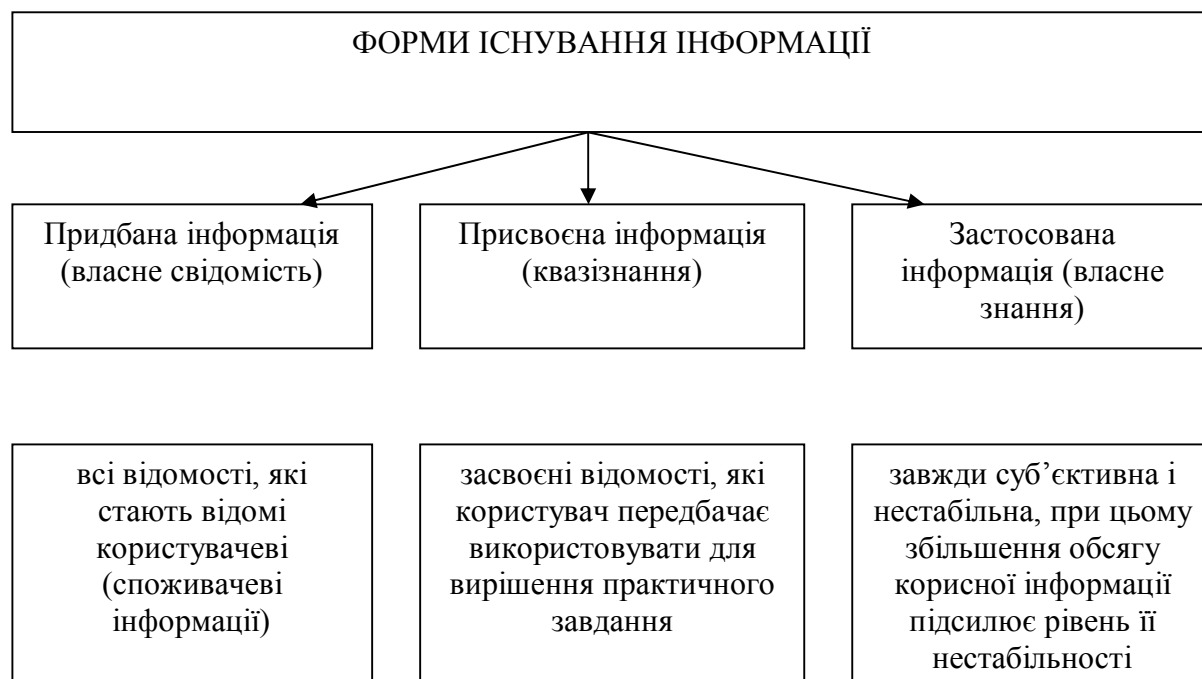 ФОРМИ ІСНУВАННЯ ІНФОРМАЦІЇ
Придбана інформація
(власне свідомість)
Присвоєна інформація
(квазізнання)
Застосована
інформація (власне
знання)
всі відомості, які
стають відомі
користувачеві
(споживачеві
інформації)
засвоєні відомості, які
користувач передбачає
використовувати для
вирішення практичного
завдання
завжди суб’єктивна і
нестабільна, при цьому
збільшення обсягу
корисної інформації
підсилює рівень її
нестабільності